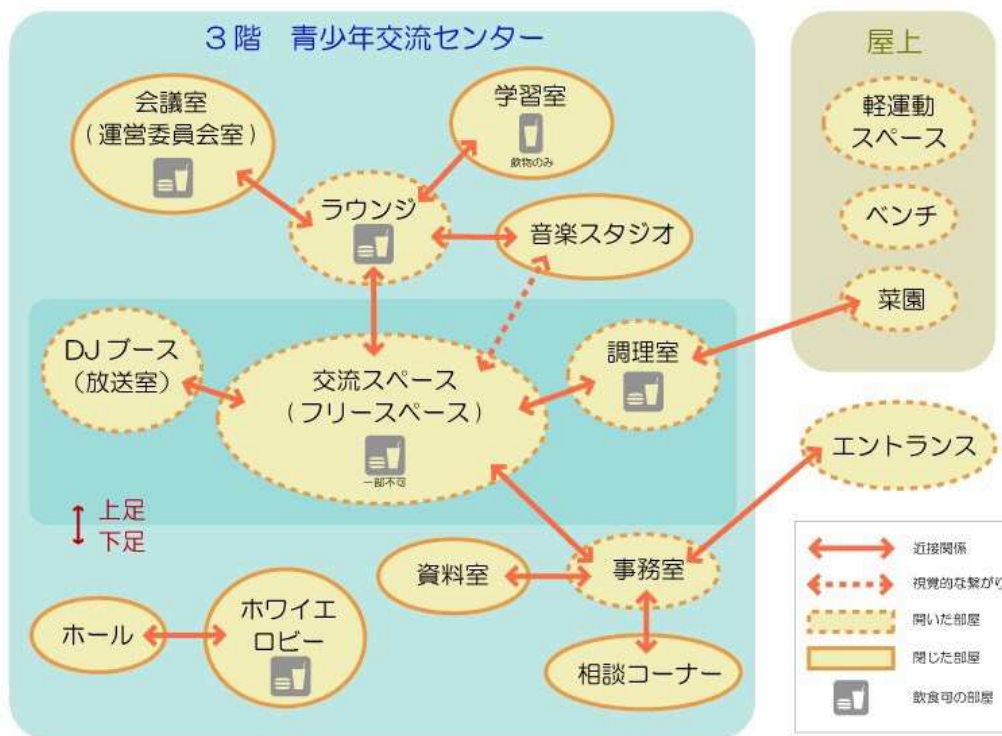 3階 青少年交流センター
屋上
会議室
(運営委員会室)
学習室
飲物のみ
軽運動
スペース
ラウンジ
音楽スタジオ
ベンチ
菜園
DJブース
(放送室)
交流スペース
(フリースペース)
一部不可
調理室
エントランス
上足
下足
資料室
事務室
ホール
ホワイエ
ロビー
相談コーナー
近接関係
視覚的な繋がり
開いた部屋
閉じた部屋
飲食可の部屋